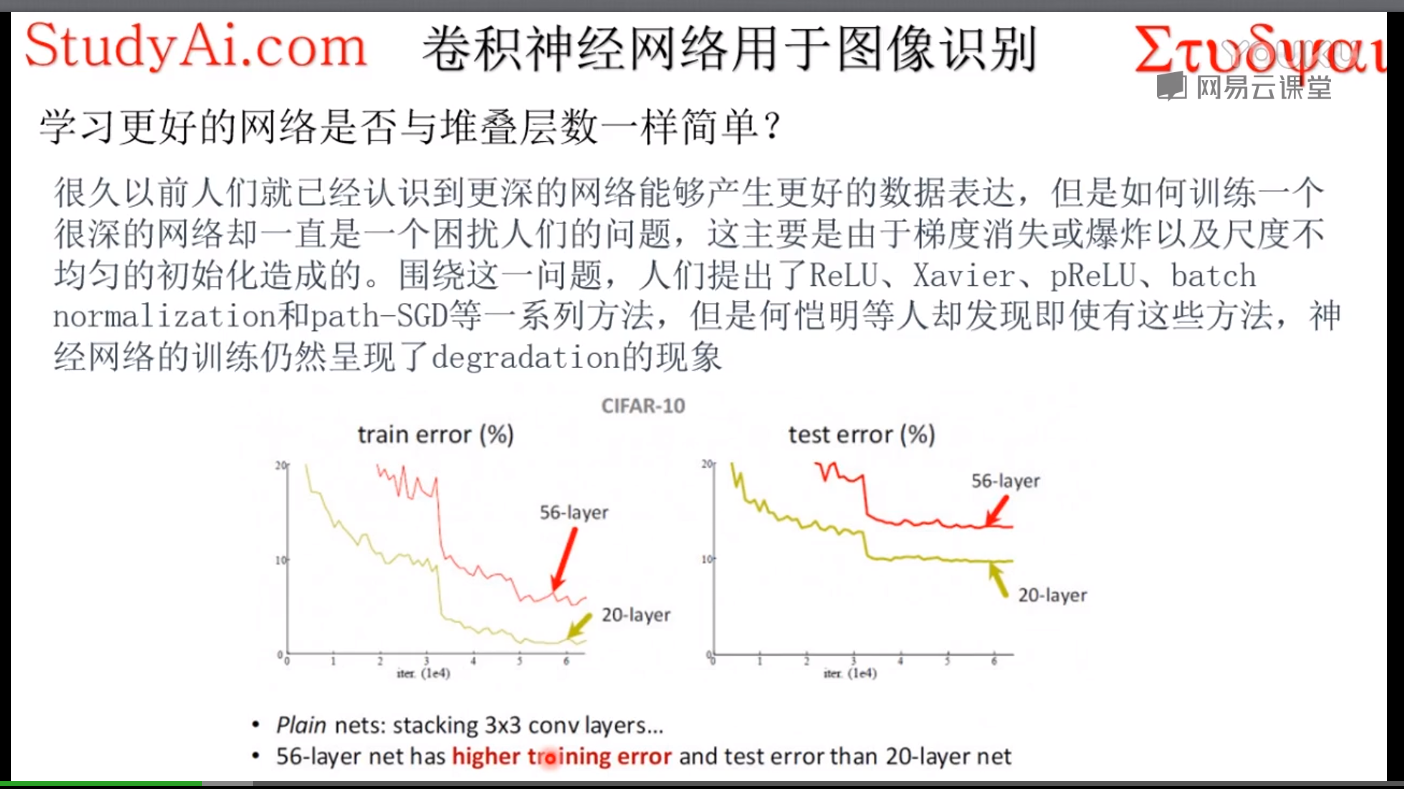 StudyAi.com 卷积神经网络用于图像识别 Στυδψαι
YOUKU
网易云课堂
学习更好的网络是否与堆叠层数一样简单?
很久以前人们就已经认识到更深的网络能够产生更好的数据表达，但是如何训练一个
很深的网络却一直是一个困扰人们的问题，这主要是由于梯度消失或爆炸以及尺度不
均匀的初始化造成的。围绕这一问题，人们提出了ReLU、Xavier、pReLU、batch
normalization和path-SGD等一系列方法，但是何恺明等人却发现即使有这些方法，神
经网络的训练仍然呈现了degradation的现象
CIFAR-10
train error (%)
20
10
0
0 1 2 3 4 5 6
iter. (1e4)
56-layer
20-layer
test error (%)
20
10
0
0 1 2 3 4 5 6
iter. (1e4)
56-layer
20-layer
• Plain nets: stacking 3x3 conv layers...
• 56-layer net has higher training error and test error than 20-layer net